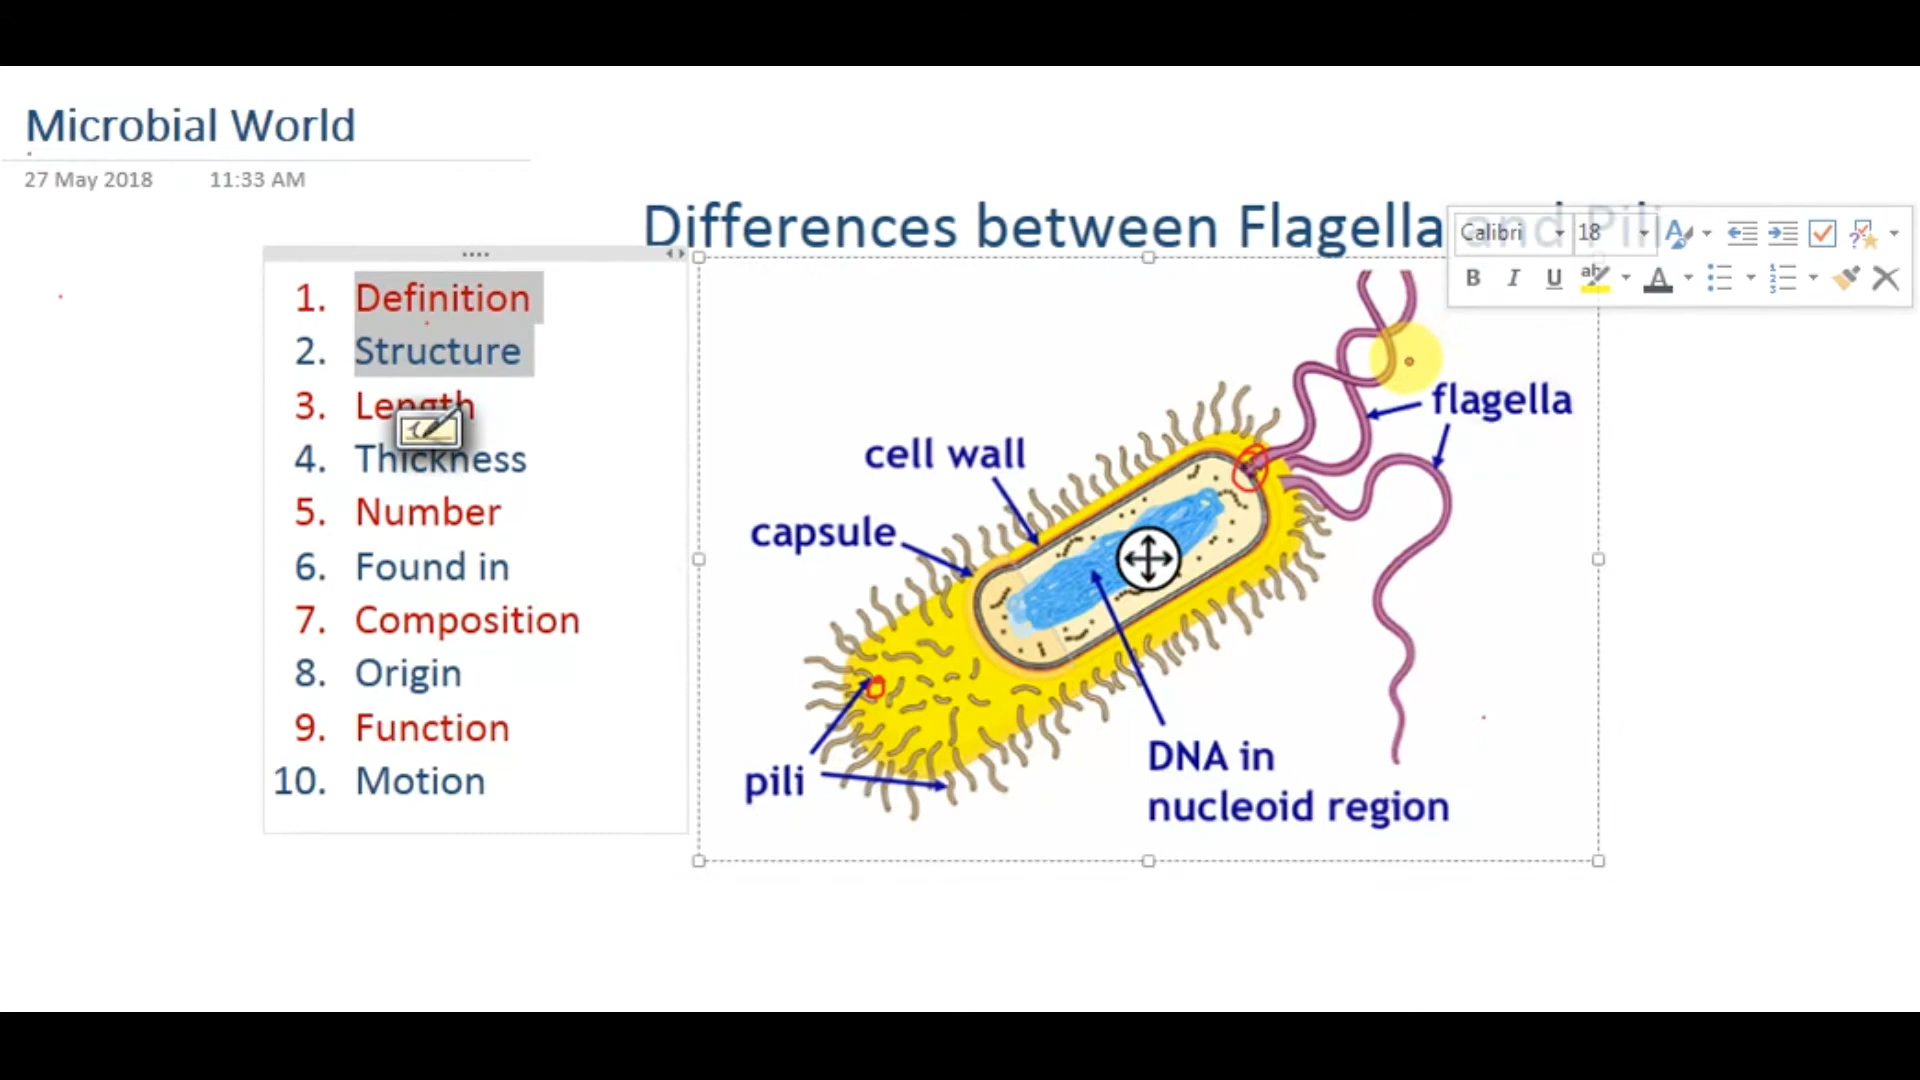 Microbial World
27 May 2018 11:33 AM
Differences between Flagella and Pili
Calibri 18
B I U
1. Definition
2. Structure
3. Length
4. Thickness
5. Number
6. Found in
7. Composition
8. Origin
9. Function
10. Motion
flagella
cell wall
capsule
pili
DNA in
nucleoid region